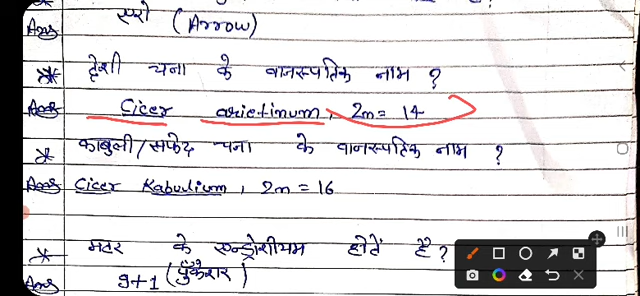 Ans एरो (Arrow)
* देशी चना के वानस्पतिक नाम ?
Ans Cicer arietinum, 2n = 14
* काबुली/सफेद चना के वानस्पतिक नाम ?
Ans Cicer Kabulium, 2n = 16
* मटर के एन्ड्रोशीयम होतें है ?
Ans 9+1 (पुँकेशर)